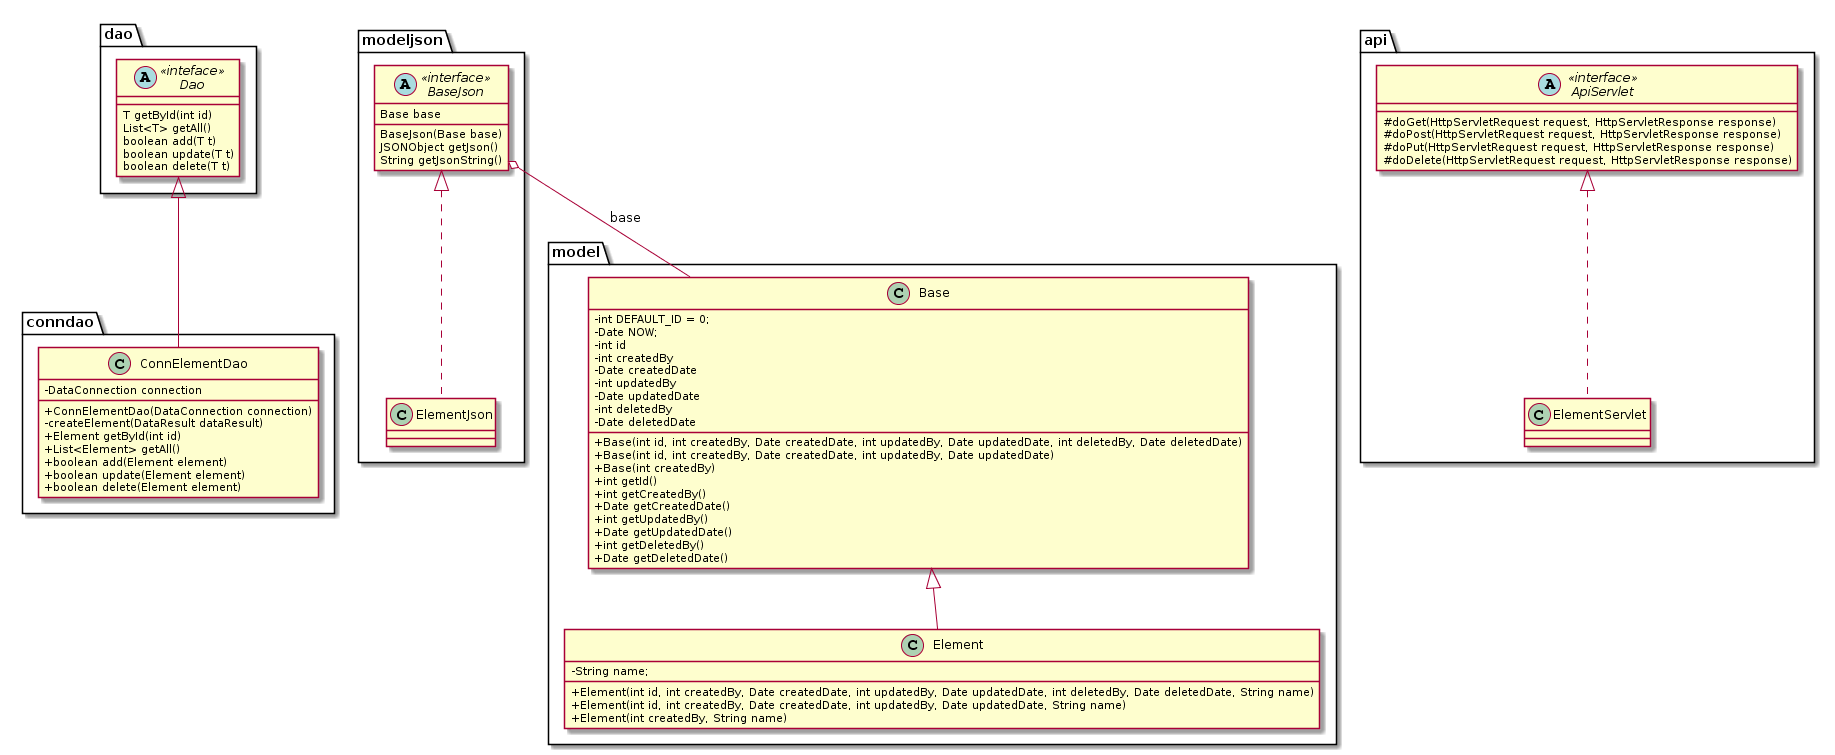 dao
A
«inteface»
Dao
T getById(int id)
List<T> getAll()
boolean add(T t)
boolean update(T t)
boolean delete(T t)
modeljson
A
«interface»
BaseJson
Base base
BaseJson(Base base)
JSONObject getJson()
String getJsonString()
base
api
A
«interface»
ApiServlet
#doGet(HttpServletRequest request, HttpServletResponse response)
#doPost(HttpServletRequest request, HttpServletResponse response)
#doPut(HttpServletRequest request, HttpServletResponse response)
#doDelete(HttpServletRequest request, HttpServletResponse response)
conndao
C ConnElementDao
-DataConnection connection
+ConnElementDao(DataConnection connection)
-createElement(DataResult dataResult)
+Element getById(int id)
+List<Element> getAll()
+boolean add(Element element)
+boolean update(Element element)
+boolean delete(Element element)
C ElementJson
model
C Base
-int DEFAULT_ID = 0;
-Date NOW;
-int id
-int createdBy
-Date createdDate
-int updatedBy
-Date updatedDate
-int deletedBy
-Date deletedDate
+Base(int id, int createdBy, Date createdDate, int updatedBy, Date updatedDate, int deletedBy, Date deletedDate)
+Base(int id, int createdBy, Date createdDate, int updatedBy, Date updatedDate)
+Base(int createdBy)
+int getId()
+int getCreatedBy()
+Date getCreatedDate()
+int getUpdatedBy()
+Date getUpdatedDate()
+int getDeletedBy()
+Date getDeletedDate()
C ElementServlet
C Element
-String name;
+Element(int id, int createdBy, Date createdDate, int updatedBy, Date updatedDate, int deletedBy, Date deletedDate, String name)
+Element(int id, int createdBy, Date createdDate, int updatedBy, Date updatedDate, String name)
+Element(int createdBy, String name)